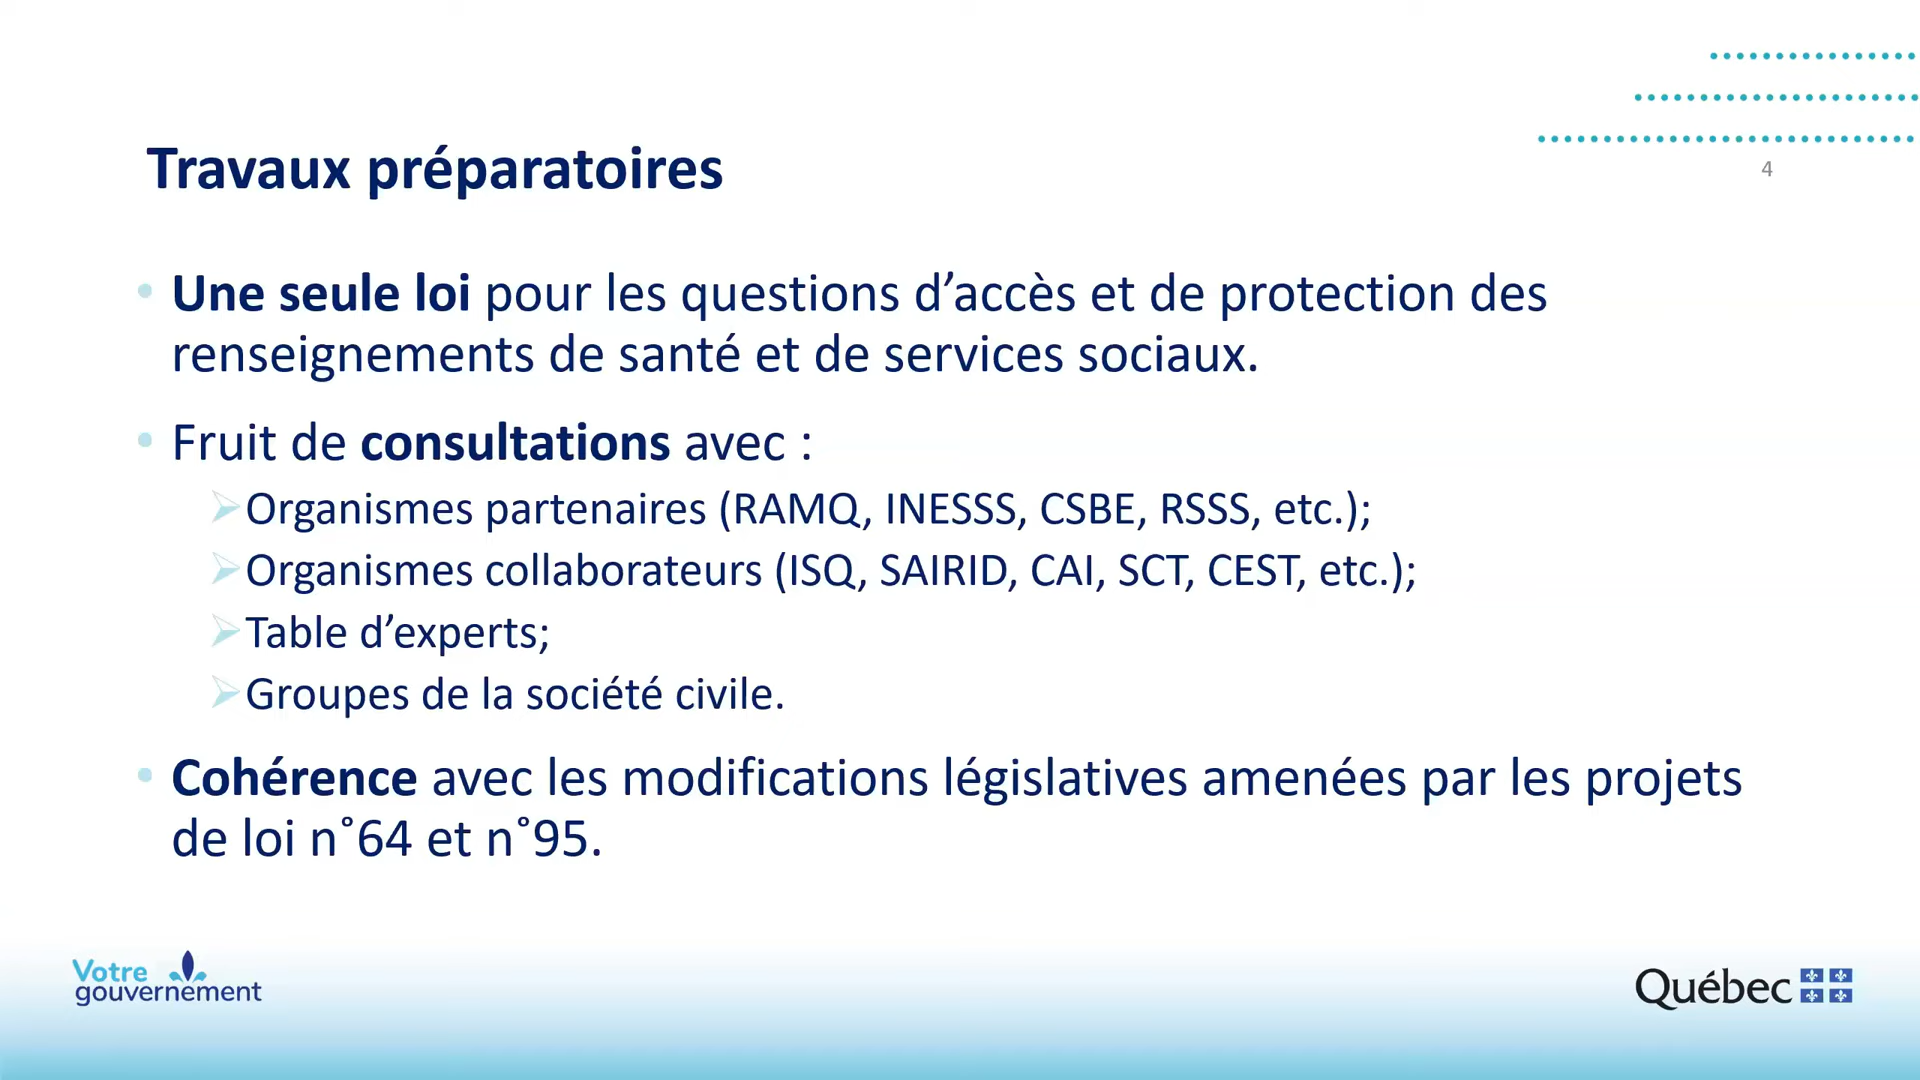 4
Travaux préparatoires
• Une seule loi pour les questions d’accès et de protection des
renseignements de santé et de services sociaux.
• Fruit de consultations avec :
➢Organismes partenaires (RAMQ, INESSS, CSBE, RSSS, etc.);
➢Organismes collaborateurs (ISQ, SAIRID, CAI, SCT, CEST, etc.);
➢Table d’experts;
➢Groupes de la société civile.
• Cohérence avec les modifications législatives amenées par les projets
de loi n˚64 et n˚95.
Votre
gouvernement
Québec